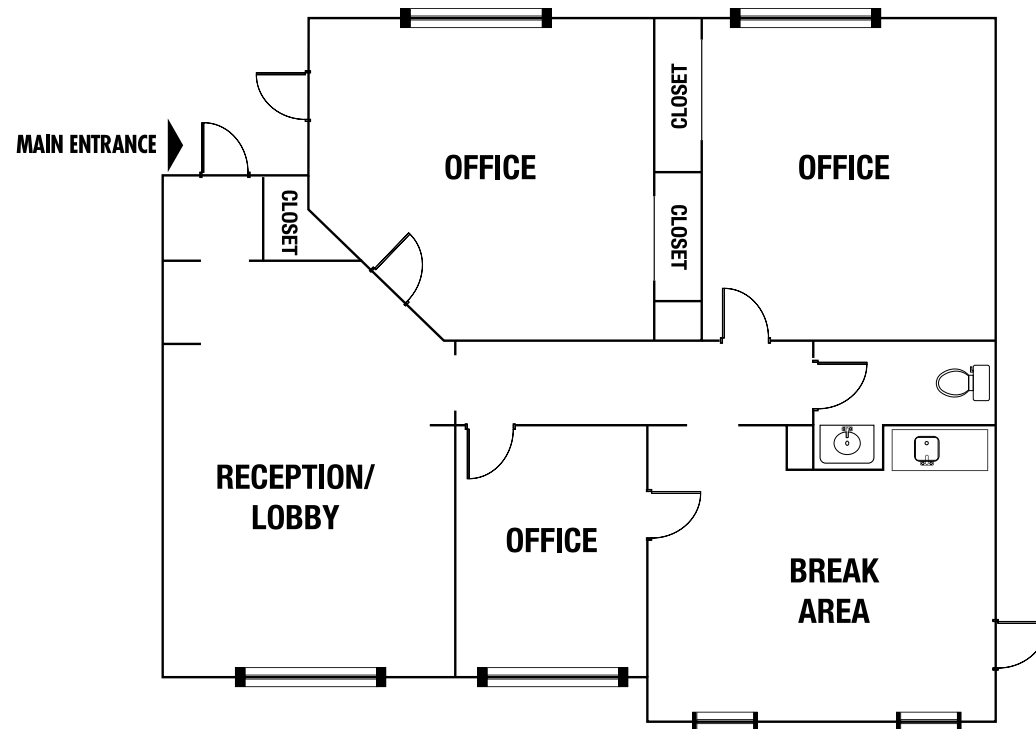 CLOSET
MAIN ENTRANCE
OFFICE
OFFICE
CLOSET
CLOSET
RECEPTION/
LOBBY
OFFICE
BREAK
AREA